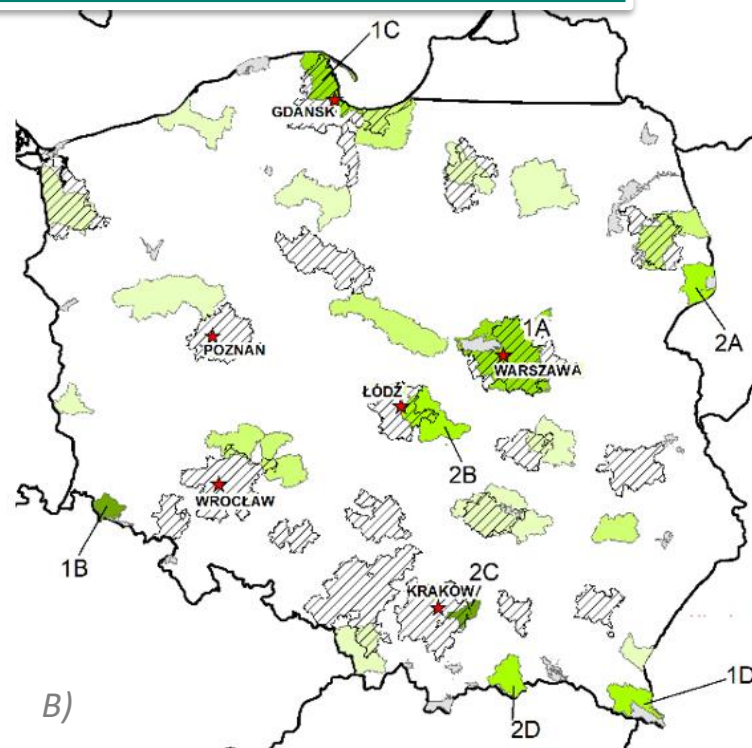 1C
GDAŃSK
2A
1A
POZNAŃ
WARSZAWA
ŁÓDŹ
2B
WROCŁAW
1B
2C
KRAKÓW
1D
B)
2D